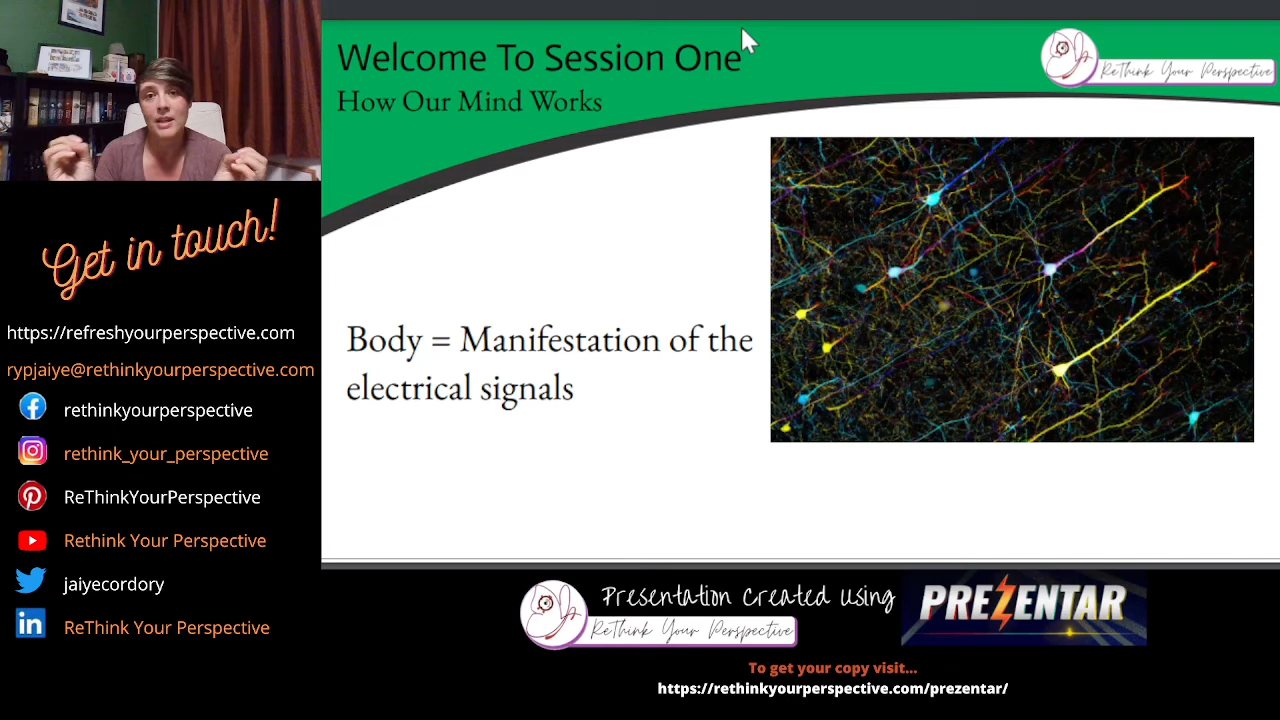 Welcome To Session One
How Our Mind Works
ReThink Your Perspective
Body = Manifestation of the
electrical signals
Get in touch!
https://refreshyourperspective.com
rypjaiye@rethinkyourperspective.com
rethinkyourperspective
rethink_your_perspective
ReThinkYourPerspective
Rethink Your Perspective
jaiyecordory
in
ReThink Your Perspective
Presentation Created Using
ReThink Your Perspective
PREZENTAR
To get your copy visit...
https://rethinkyourperspective.com/prezentar/